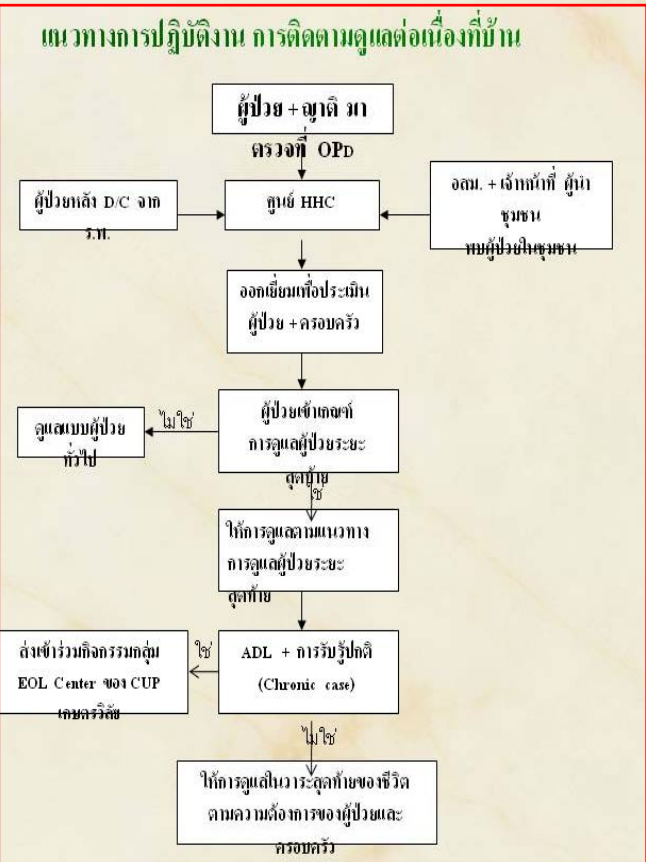 แนวทางการปฏิบัติงาน การติดตามดูแลต่อเนื่องที่บ้าน
ผู้ป่วย + ญาติ มา
ตรวจที่ OPD
ผู้ป่วยหลัง D/C จาก
ร.พ.
ศูนย์ HHC
อสม. + เจ้าหน้าที่ ผู้นำ
ชุมชน
พบผู้ป่วยในชุมชน
ออกเยี่ยมเพื่อประเมิน
ผู้ป่วย + ครอบครัว
ผู้ป่วยเข้าเกณฑ์
การดูแลผู้ป่วยระยะ
สุดท้าย
ไม่ใช่
ดูแลแบบผู้ป่วย
ทั่วไป
ใช่
ให้การดูแลตามแนวทาง
การดูแลผู้ป่วยระยะ
สุดท้าย
ADL + การรับรู้ปกติ
(Chronic case)
ใช่
ส่งเข้าร่วมกิจกรรมกลุ่ม
EOL Center ของ CUP
เกษตรวิสัย
ไม่ใช่
ให้การดูแลในวาระสุดท้ายของชีวิต
ตามความต้องการของผู้ป่วยและ
ครอบครัว